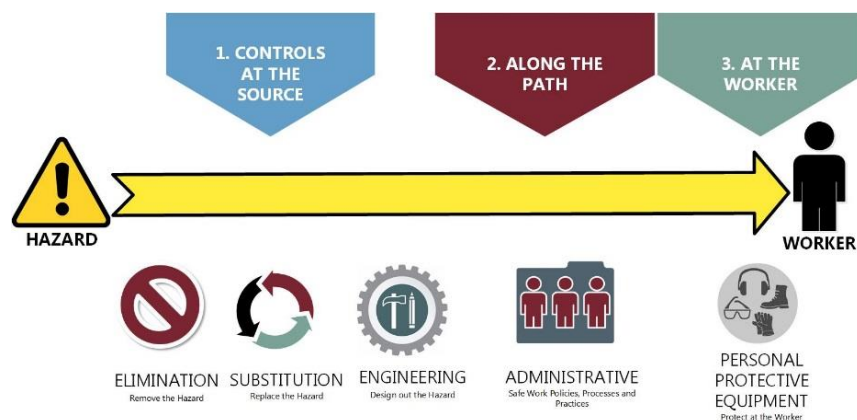 1. CONTROLS
AT THE
SOURCE
2. ALONG THE
PATH
3. AT THE
WORKER
HAZARD
WORKER
ELIMINATION
Remove the Hazard
SUBSTITUTION
Replace the Hazard
ENGINEERING
Design out the Hazard
ADMINISTRATIVE
Safe Work Policies, Processes and
Practices
PERSONAL
PROTECTIVE
EQUIPMENT
Protect at the Worker